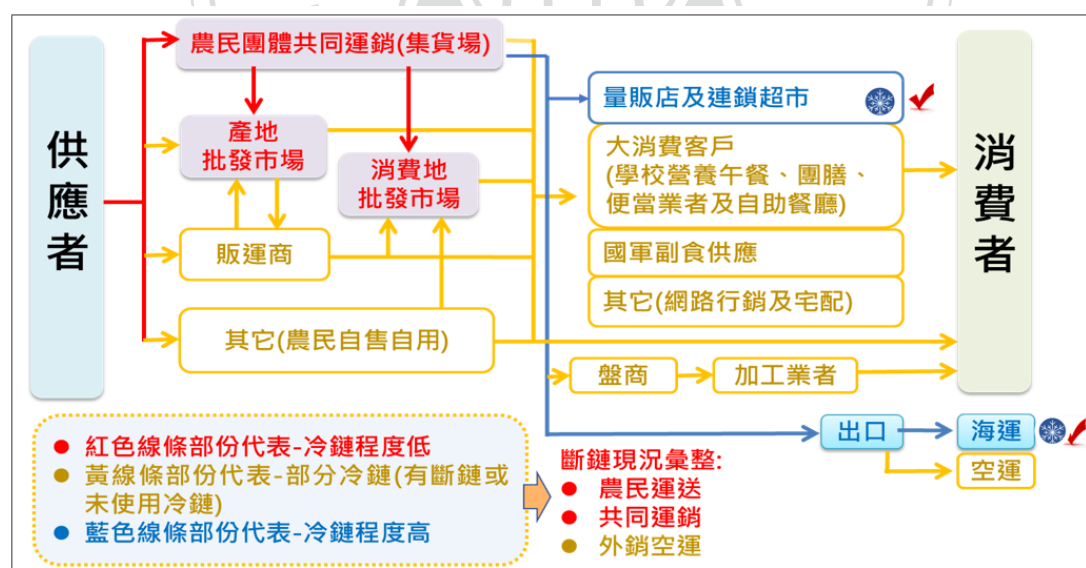 供應者
農民團體共同運銷(集貨場)
產地
批發市場
消費地
批發市場
販運商
其它(農民自售自用)
量販店及連鎖超市
大消費客戶
(學校營養午餐、團膳、
便當業者及自助餐廳)
國軍副食供應
其它(網路行銷及宅配)
盤商
加工業者
出口
海運
空運
消費者
紅色線條部份代表-冷鏈程度低
黃線條部份代表-部分冷鏈(有斷鏈或
未使用冷鏈)
藍色線條部份代表-冷鏈程度高
斷鏈現況彙整:
農民運送
共同運銷
外銷空運